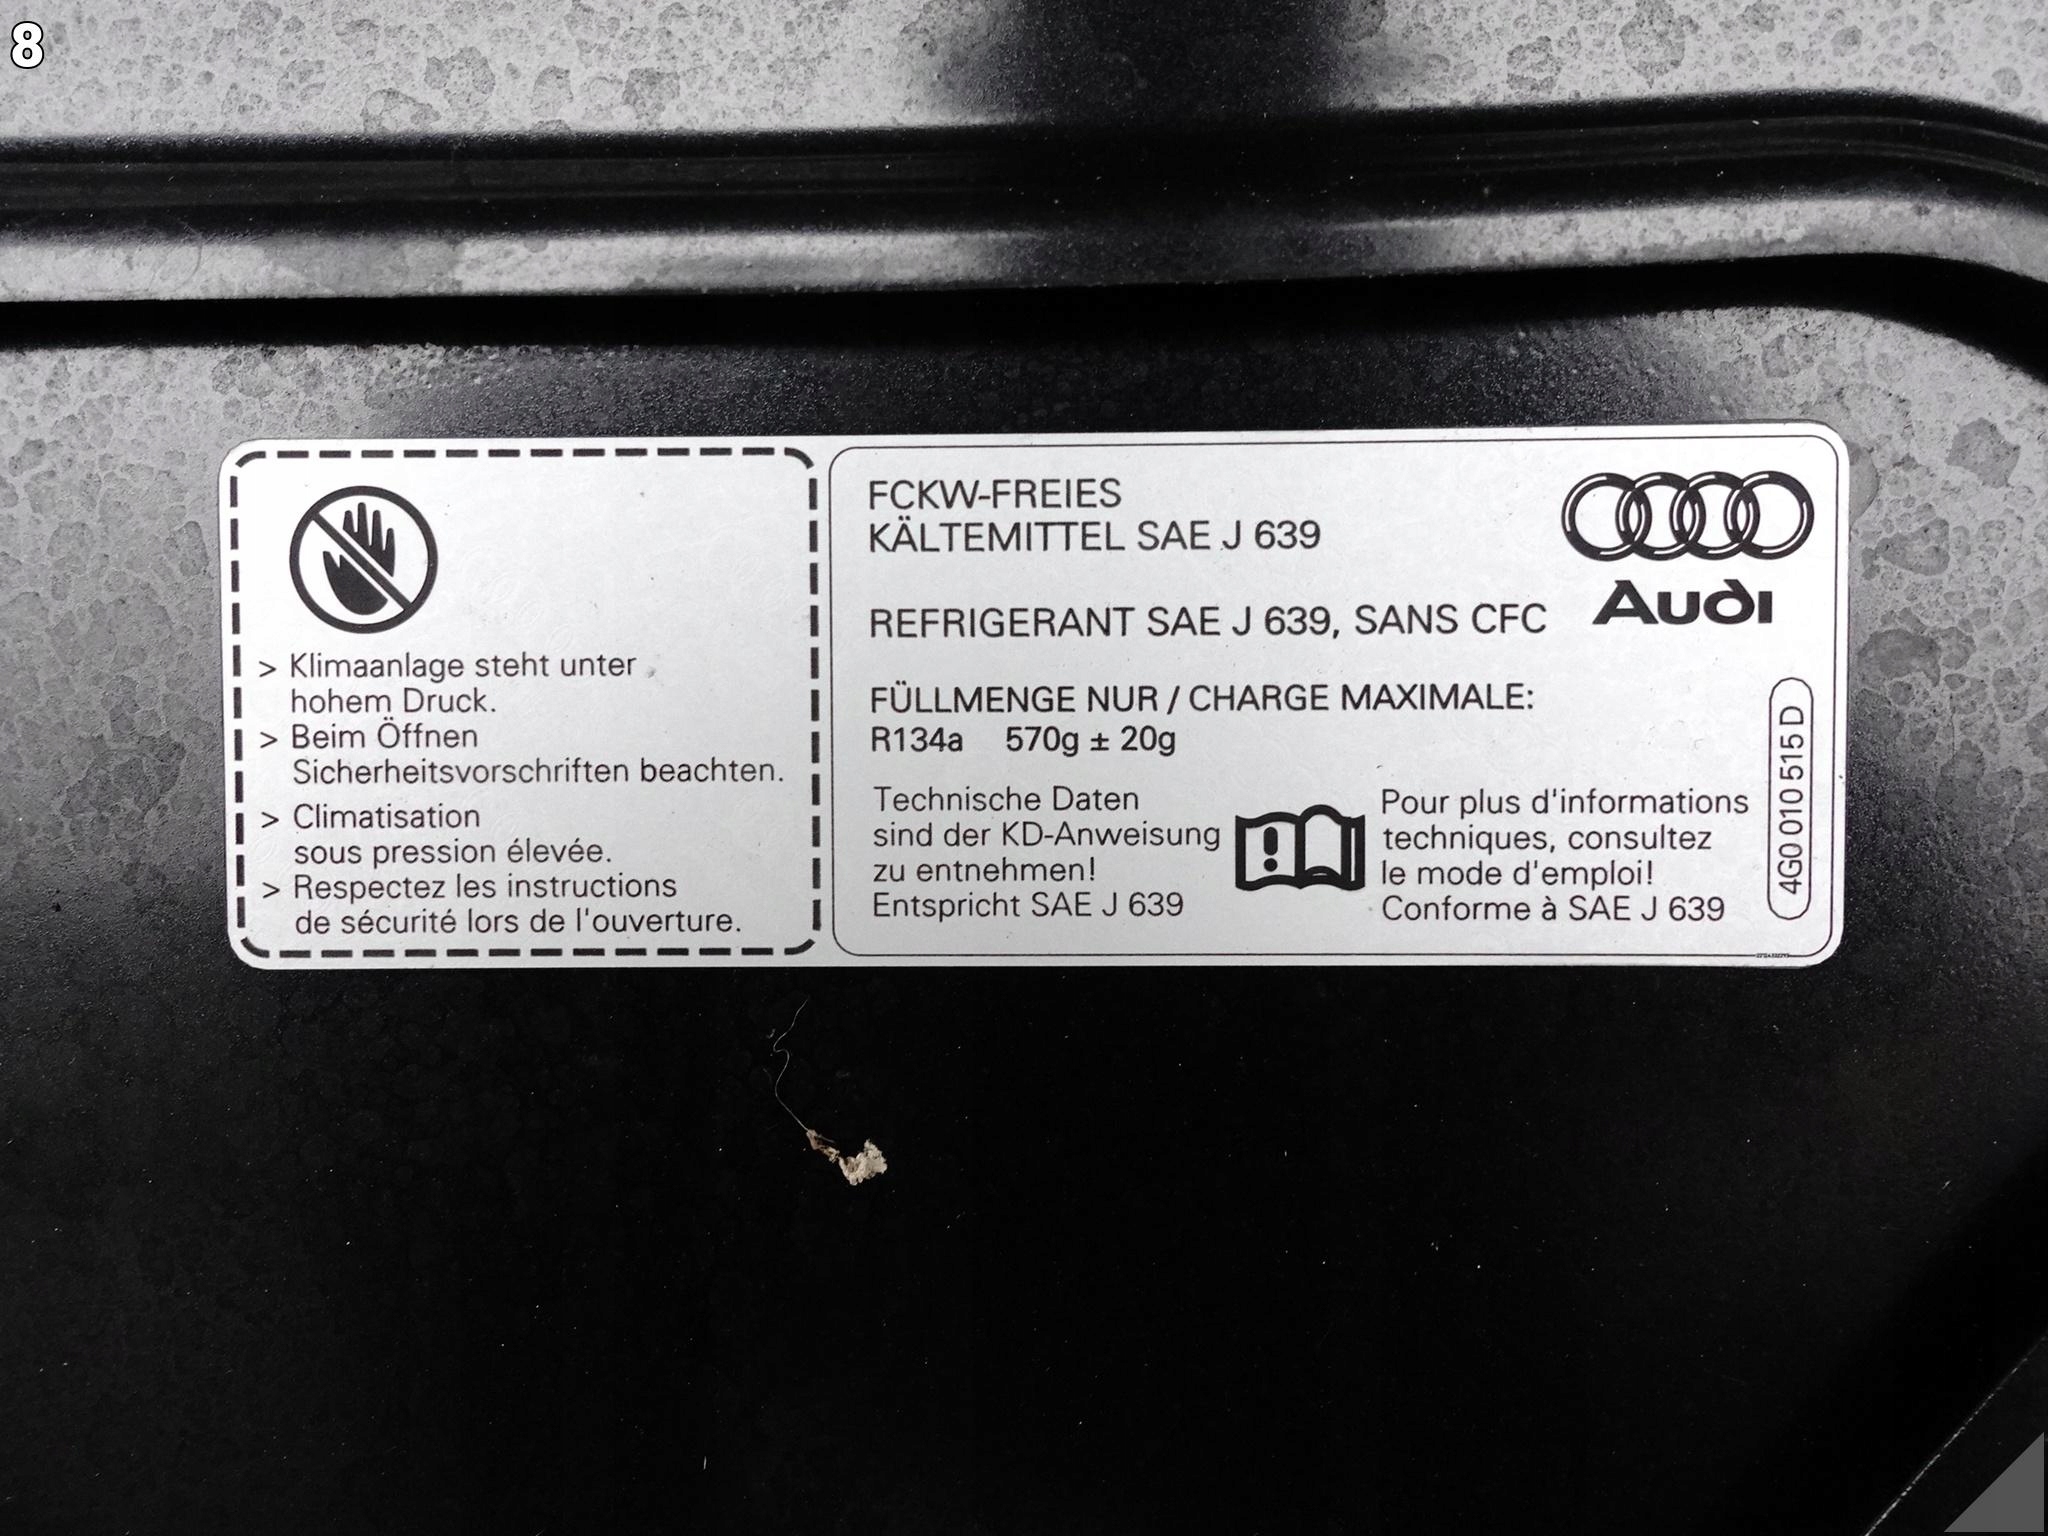 8
> Klimaanlage steht unter
hohem Druck.
> Beim Öffnen
Sicherheitsvorschriften beachten.
> Climatisation
sous pression élevée.
> Respectez les instructions
de sécurité lors de l'ouverture.
FCKW-FREIES
KÄLTEMITTEL SAE J 639
REFRIGERANT SAE J 639, SANS CFC
Audi
FÜLLMENGE NUR / CHARGE MAXIMALE:
R134a 570g ± 20g
Technische Daten
sind der KD-Anweisung
zu entnehmen!
Entspricht SAE J 639
Pour plus d'informations
techniques, consultez
le mode d'emploi!
Conforme à SAE J 639
4G0 010 515 D